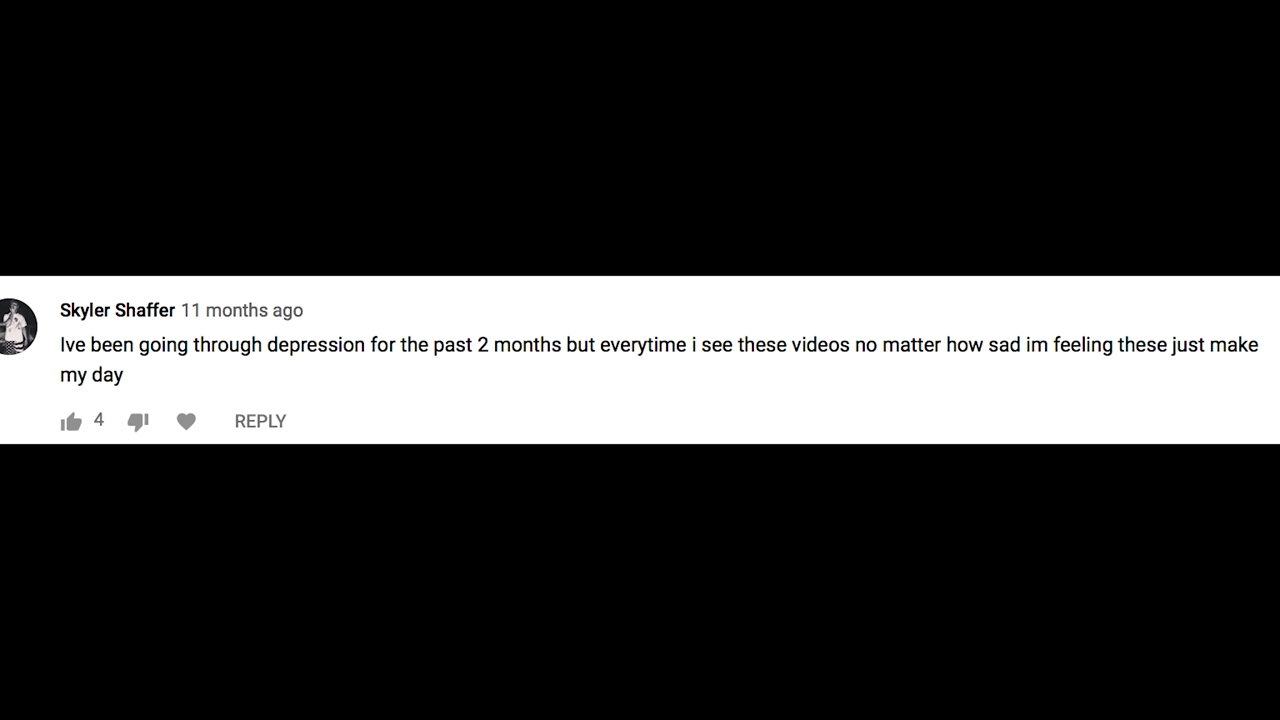 Skyler Shaffer 11 months ago
Ive been going through depression for the past 2 months but everytime i see these videos no matter how sad im feeling these just make
my day
4 REPLY